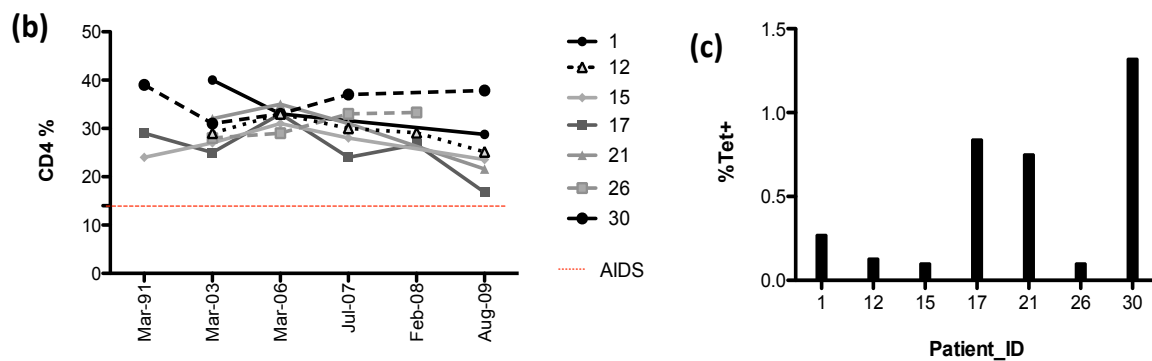 (b)
50
40
30
20
10
0
CD4 %
Mar-91
Mar-03
Mar-06
Jul-07
Feb-08
Aug-09
1
12
15
17
21
26
30
AIDS
(c)
1.5
1.0
0.5
0.0
%Tet+
1 12 15 17 21 26 30
Patient_ID